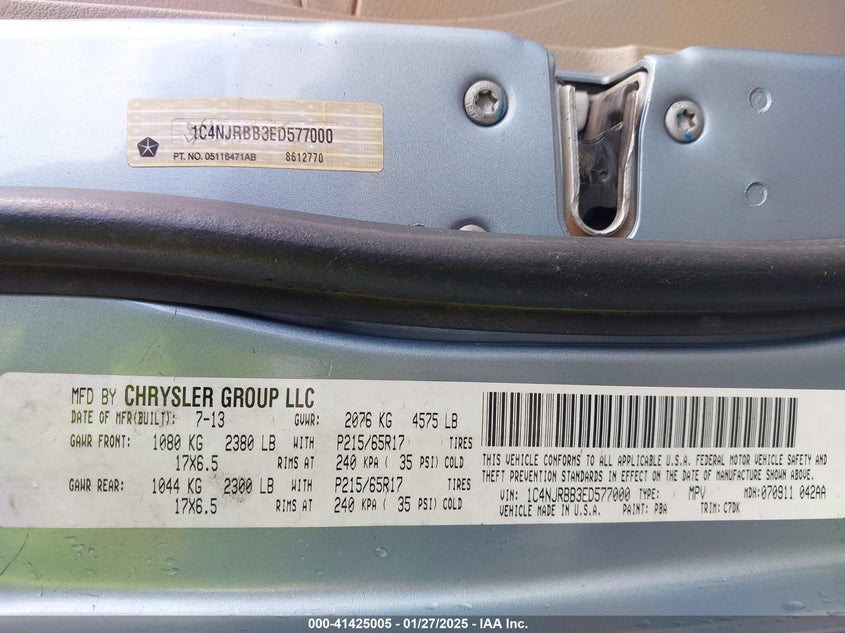 1C4NJRBB3ED577000
PT. NO. 05116471AB 8612770
MFD BY CHRYSLER GROUP LLC
DATE OF MFR(BUILT): 7-13 GVWR: 2076 KG 4575 LB
GAWR FRONT: 1080 KG 2380 LB WITH P215/65R17 TIRES
17X6.5 RIMS AT 240 KPA ( 35 PSI) COLD
GAWR REAR: 1044 KG 2300 LB WITH P215/65R17 TIRES
17X6.5 RIMS AT 240 KPA ( 35 PSI) COLD
THIS VEHICLE CONFORMS TO ALL APPLICABLE U.S.A. FEDERAL MOTOR VEHICLE SAFETY AND
THEFT PREVENTION STANDARDS IN EFFECT ON THE DATE OF MANUFACTURE SHOWN ABOVE.
VIN: 1C4NJRBB3ED577000 TYPE: MPV MDH:070911 042AA
VEHICLE MADE IN U.S.A. PAINT: PBA TRIM: C7DK
000-41425005 — 01/27/2025 — IAA Inc.